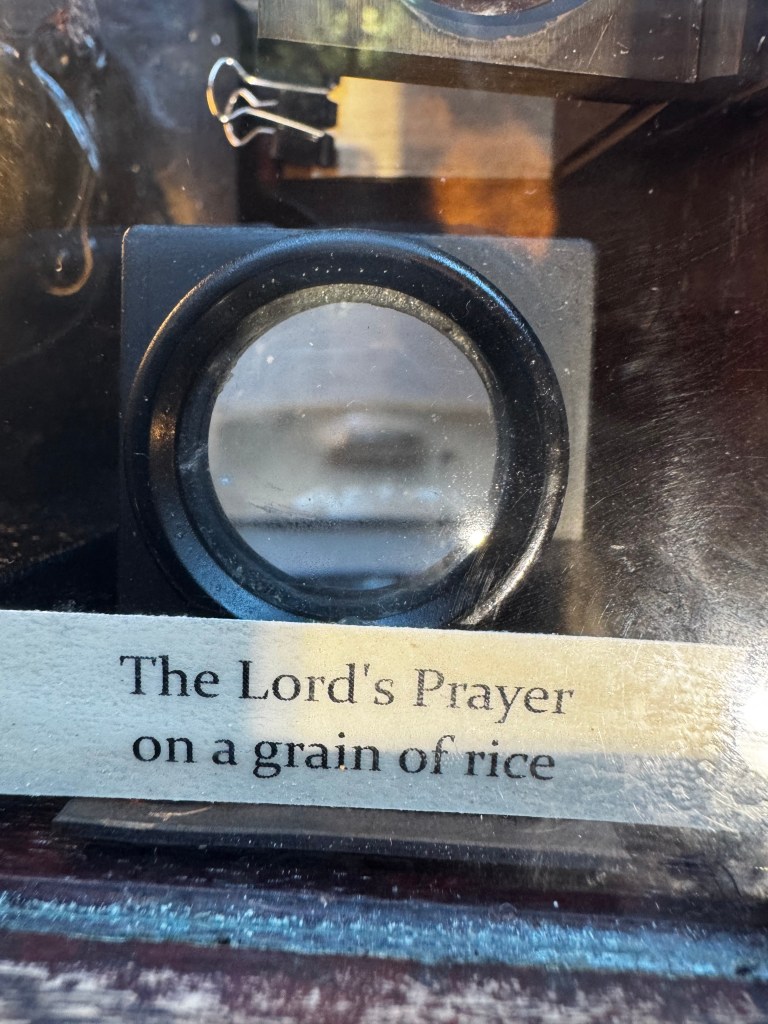 The Lord's Prayer
on a grain of rice